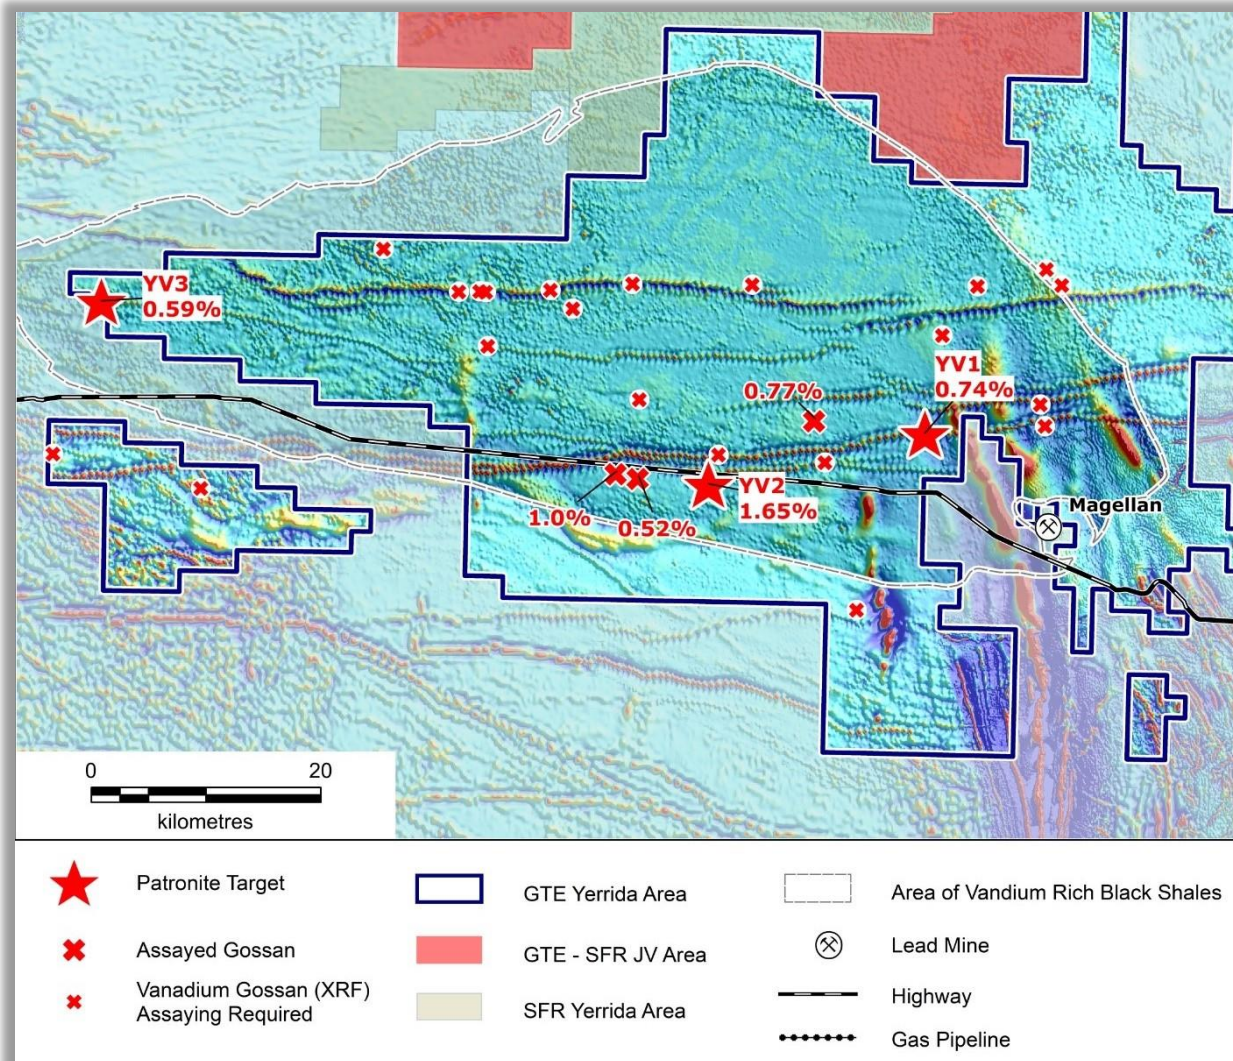 YV3
0.59%
YV1
0.74%
0.77%
YV2
1.65%
1.0%
0.52%
Magellan
0 20
kilometres
Patronite Target
Assayed Gossan
Vanadium Gossan (XRF)
Assaying Required
GTE Yerrida Area
GTE - SFR JV Area
SFR Yerrida Area
Area of Vandium Rich Black Shales
Lead Mine
Highway
Gas Pipeline